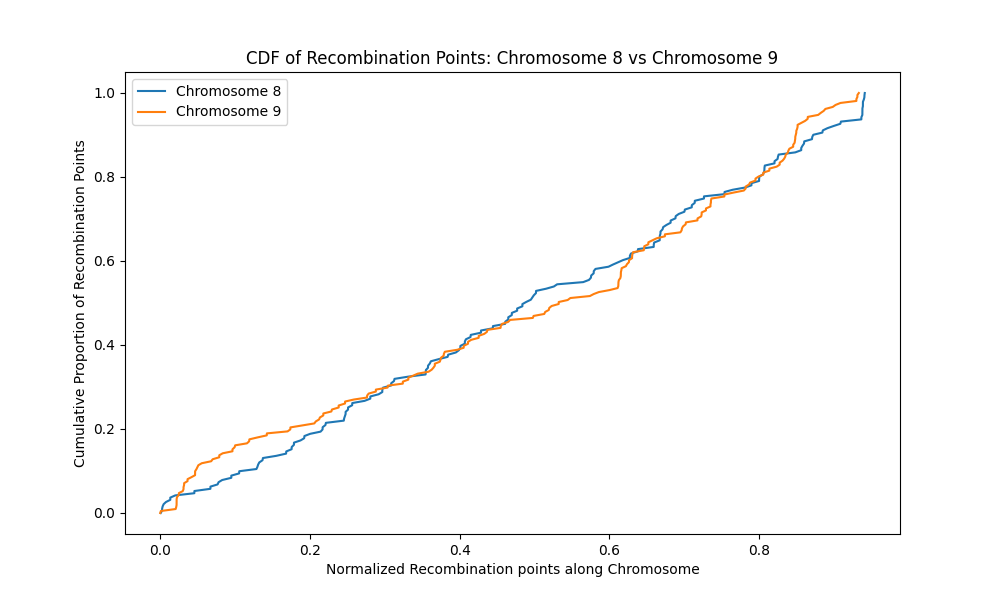 CDF of Recombination Points: Chromosome 8 vs Chromosome 9
Chromosome 8
Chromosome 9
1.0
0.8
0.6
0.4
0.2
0.0
Cumulative Proportion of Recombination Points
0.0
0.2
0.4
0.6
0.8
Normalized Recombination points along Chromosome